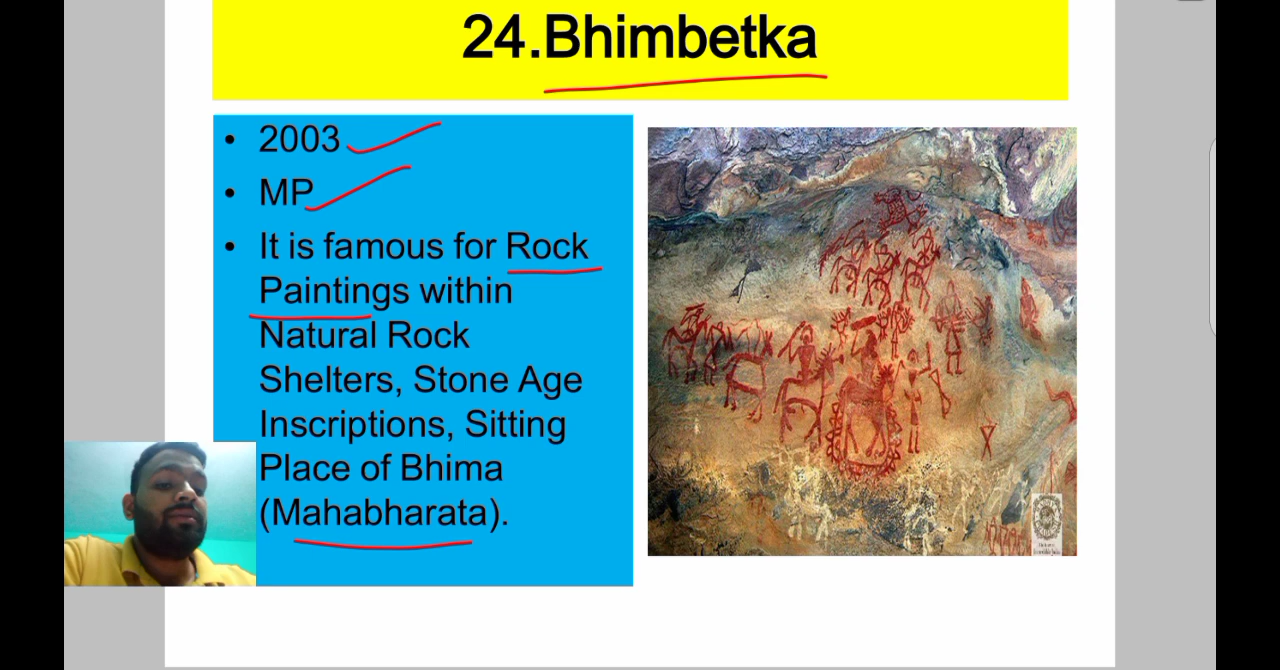 24.Bhimbetka
• 2003
• MP
• It is famous for Rock
Paintings within
Natural Rock
Shelters, Stone Age
Inscriptions, Sitting
Place of Bhima
(Mahabharata).